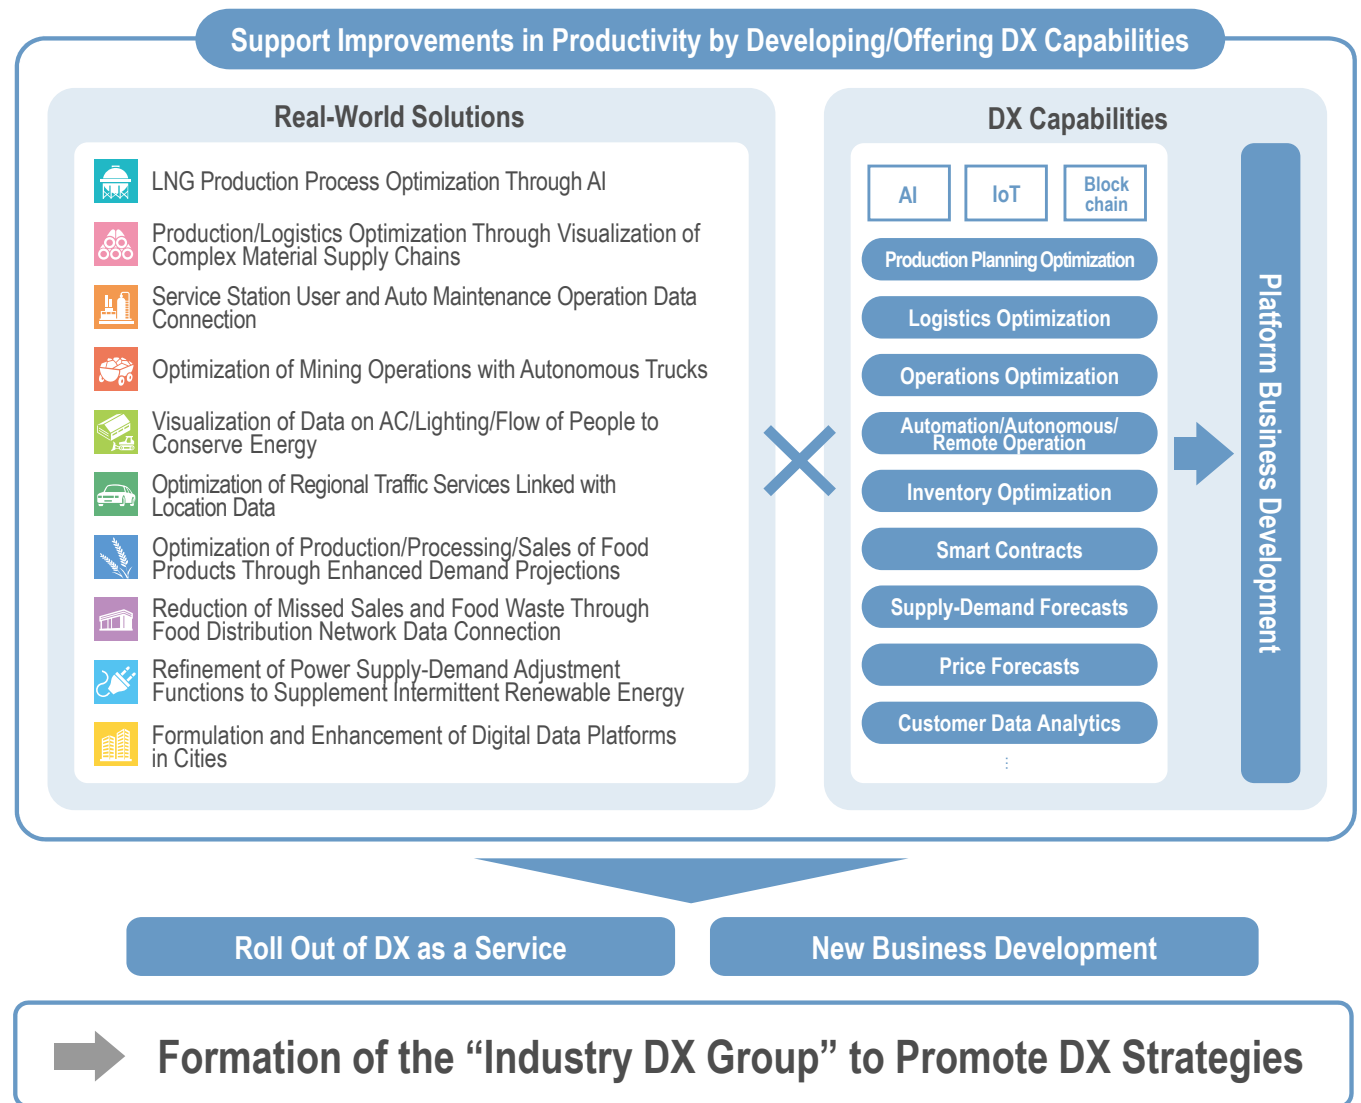 Support Improvements in Productivity by Developing/Offering DX Capabilities
Real-World Solutions
LNG Production Process Optimization Through AI
Production/Logistics Optimization Through Visualization of
Complex Material Supply Chains
Service Station User and Auto Maintenance Operation Data
Connection
Optimization of Mining Operations with Autonomous Trucks
Visualization of Data on AC/Lighting/Flow of People to
Conserve Energy
Optimization of Regional Traffic Services Linked with
Location Data
Optimization of Production/Processing/Sales of Food
Products Through Enhanced Demand Projections
Reduction of Missed Sales and Food Waste Through
Food Distribution Network Data Connection
Refinement of Power Supply-Demand Adjustment
Functions to Supplement Intermittent Renewable Energy
Formulation and Enhancement of Digital Data Platforms
in Cities
DX Capabilities
AI
IoT
Block
chain
Production Planning Optimization
Logistics Optimization
Operations Optimization
Automation/Autonomous/
Remote Operation
Inventory Optimization
Smart Contracts
Supply-Demand Forecasts
Price Forecasts
Customer Data Analytics
⋮
Platform Business Development
Roll Out of DX as a Service
New Business Development
Formation of the “Industry DX Group” to Promote DX Strategies